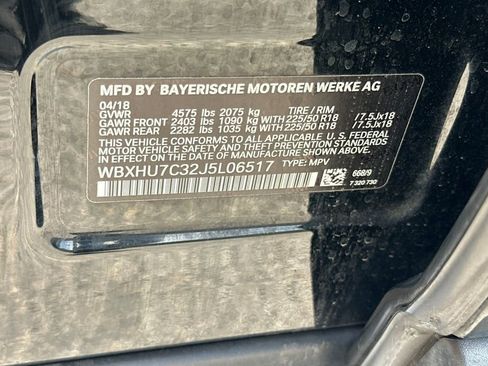 MFD BY BAYERISCHE MOTOREN WERKE AG
04/18
GVWR 4575 lbs 2075 kg TIRE / RIM
GAWR FRONT 2403 lbs 1090 kg WITH 225/50 R18 / 7.5Jx18
GAWR REAR 2282 lbs 1035 kg WITH 225/50 R18 / 7.5Jx18
THIS VEHICLE CONFORMS TO ALL APPLICABLE U. S. FEDERAL
MOTOR VEHICLE SAFETY AND THEFT PREVENTION STANDARDS
IN EFFECT ON THE DATE OF MANUFACTURE SHOWN ABOVE.
WBXHU7C32J5L06517 TYPE: MPV
668/9
7 320 730